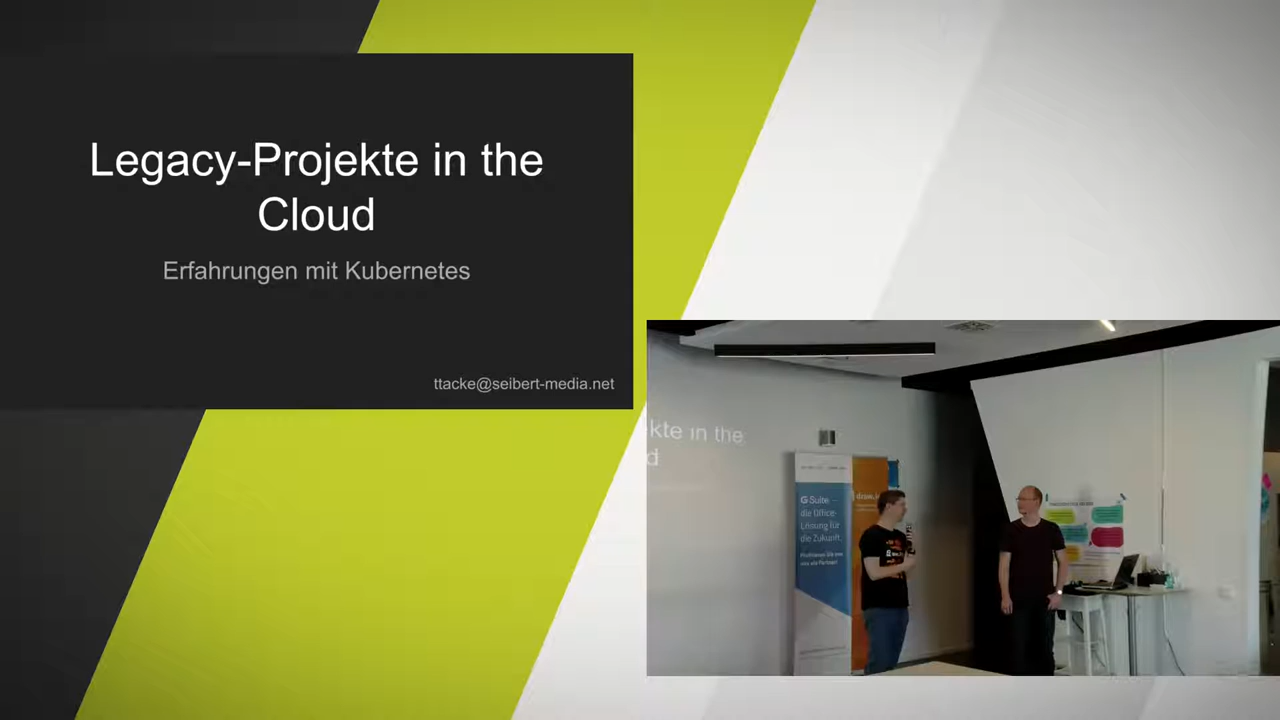 Legacy-Projekte in the
Cloud
Erfahrungen mit Kubernetes
ttacke@seibert-media.net
kte in the
d
G Suite –
die Office-
Lösung für
die Zukunft.
draw.i